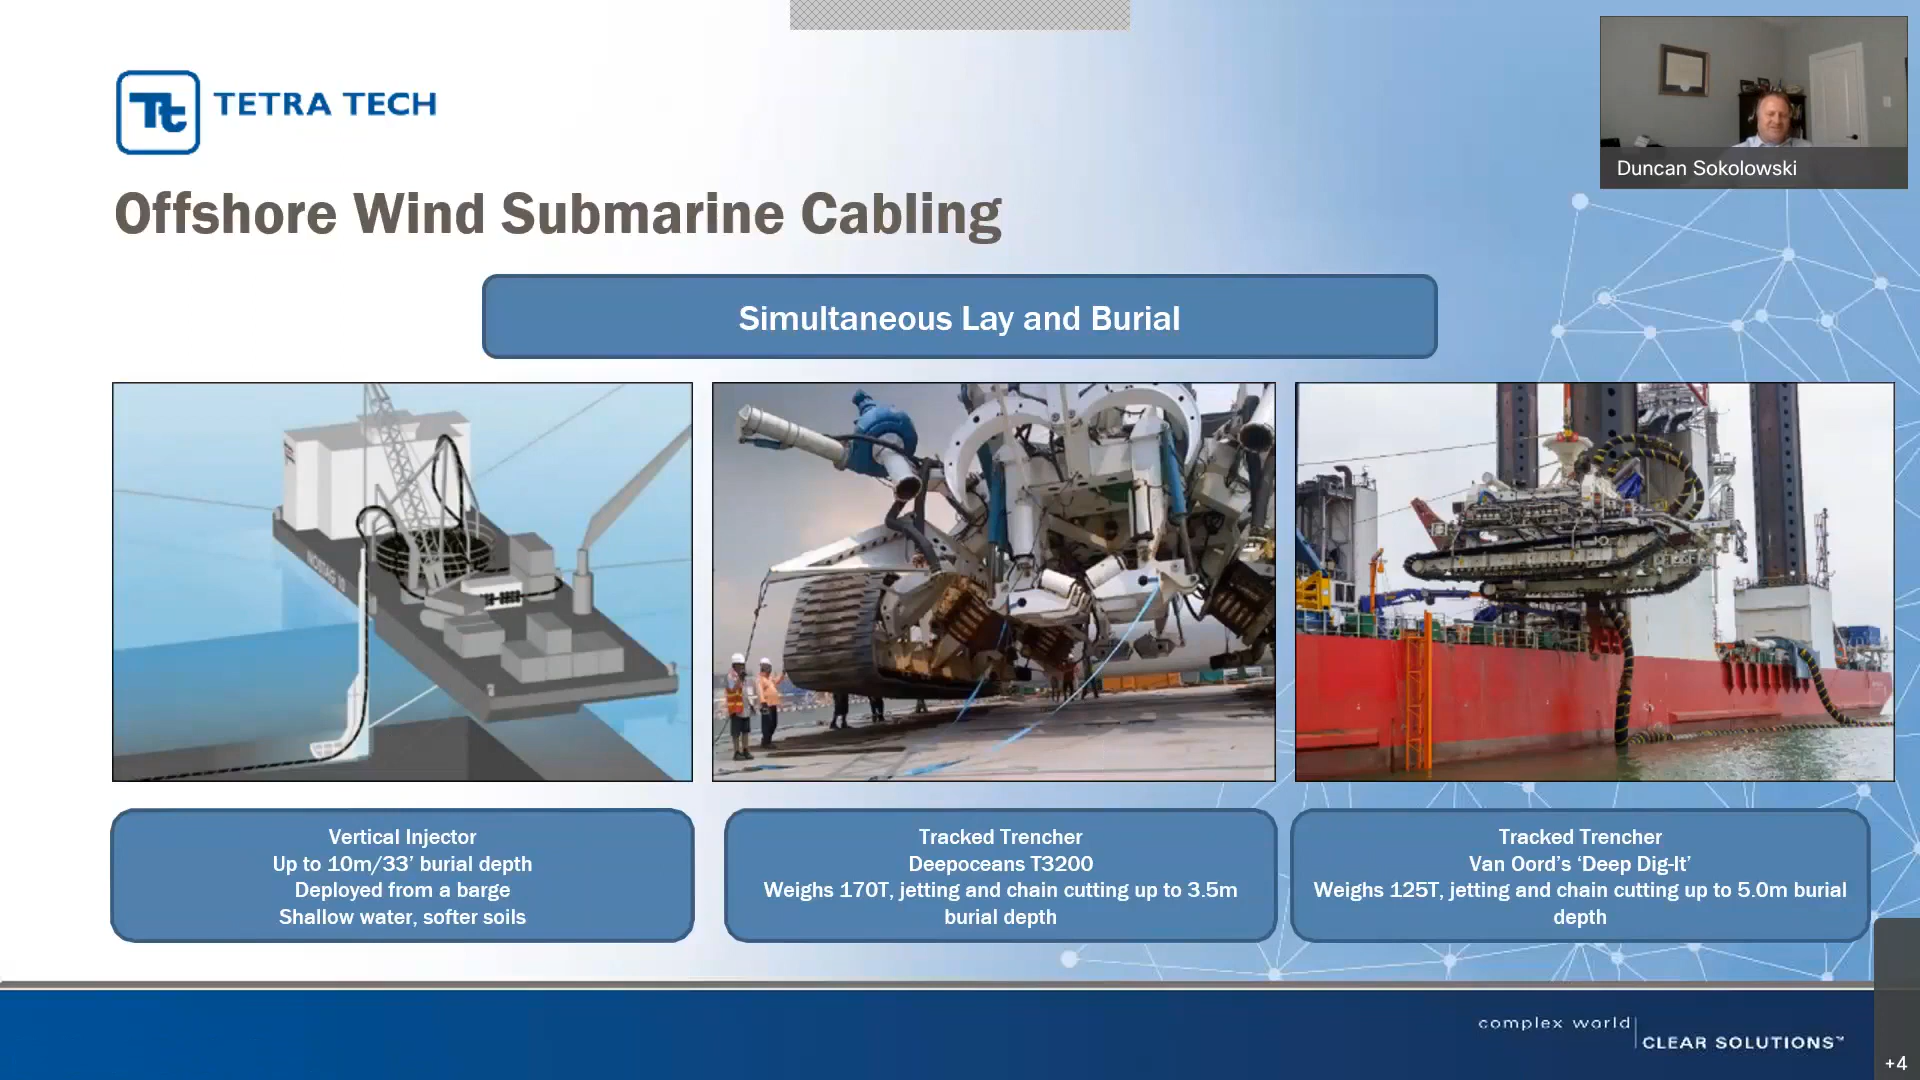 TETRA TECH
Duncan Sokolowski
Offshore Wind Submarine Cabling
Simultaneous Lay and Burial
Vertical Injector
Up to 10m/33’ burial depth
Deployed from a barge
Shallow water, softer soils
Tracked Trencher
Deepoceans T3200
Weighs 170T, jetting and chain cutting up to 3.5m
burial depth
Tracked Trencher
Van Oord’s ‘Deep Dig-It’
Weighs 125T, jetting and chain cutting up to 5.0m burial
depth
complex world
CLEAR SOLUTIONS™
+4